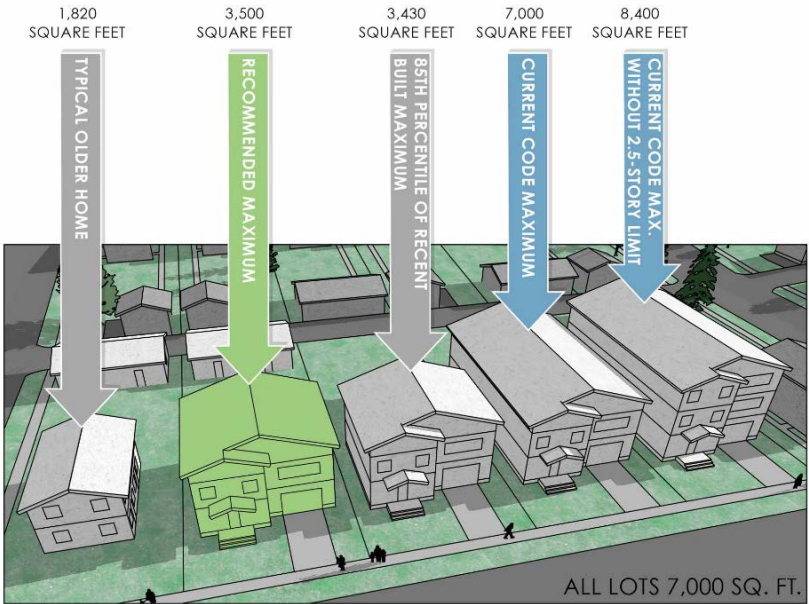 1,820
SQUARE FEET
3,500
SQUARE FEET
3,430
SQUARE FEET
7,000
SQUARE FEET
8,400
SQUARE FEET
TYPICAL OLDER HOME
RECOMMENDED MAXIMUM
85TH PERCENTILE OF RECENT
BUILT MAXIMUM
CURRENT CODE MAXIMUM
CURRENT CODE MAX.
WITHOUT 2.5-STORY LIMIT
ALL LOTS 7,000 SQ. FT.